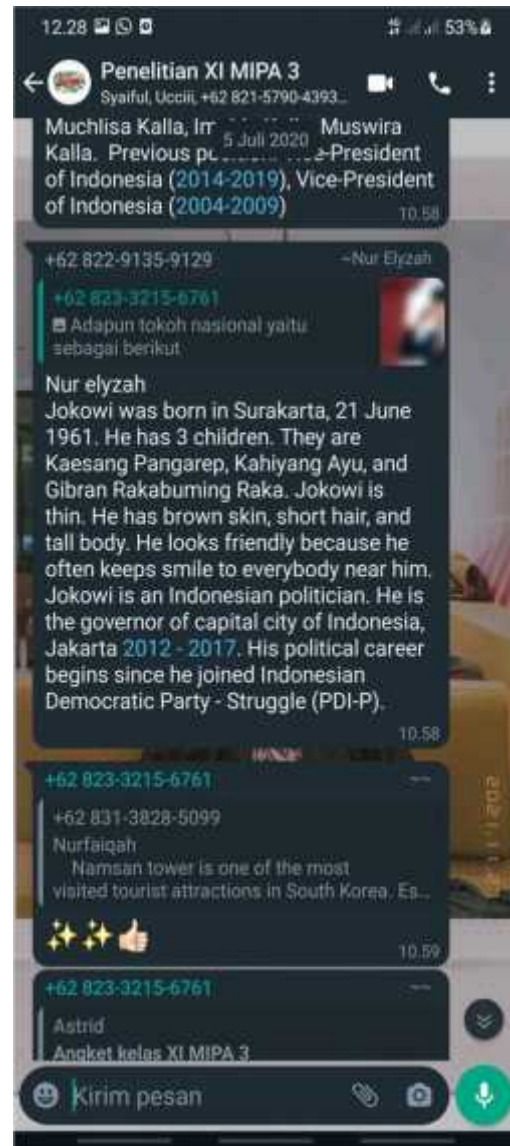 12.28 53%
Penelitian XI MIPA 3
Syaiful, Ucciii, +62 821-5790-4393...
5 Juli 2020
Muchlisa Kalla, Muswira
Kalla. Previous Vice-President
of Indonesia (2014-2019), Vice-President
of Indonesia (2004-2009)
10.58
+62 822-9135-9129 ~Nur Elyzah
+62 823-3215-6761
Adapun tokoh nasional yaitu
sebagai berikut
Nur elyzah
Jokowi was born in Surakarta, 21 June
1961. He has 3 children. They are
Kaesang Pangarep, Kahiyang Ayu, and
Gibran Rakabuming Raka. Jokowi is
thin. He has brown skin, short hair, and
tall body. He looks friendly because he
often keeps smile to everybody near him.
Jokowi is an Indonesian politician. He is
the governor of capital city of Indonesia,
Jakarta 2012 - 2017. His political career
begins since he joined Indonesian
Democratic Party - Struggle (PDI-P).
10.58
+62 823-3215-6761 ~~
+62 831-3828-5099
Nurfaiqah
Namsan tower is one of the most
visited tourist attractions in South Korea. Es...
✨✨👍🏻
10.59
+62 823-3215-6761 ~~
Astrid
Angket kelas XI MIPA 3
Kirim pesan